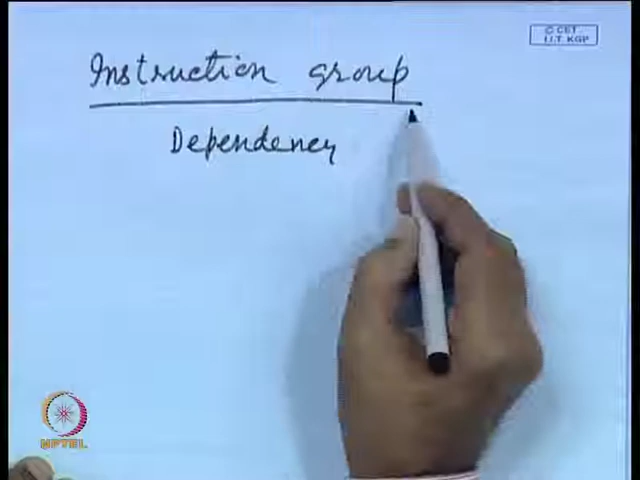 © CET
I.I.T. KGP
Instruction group
Dependency
NPTEL